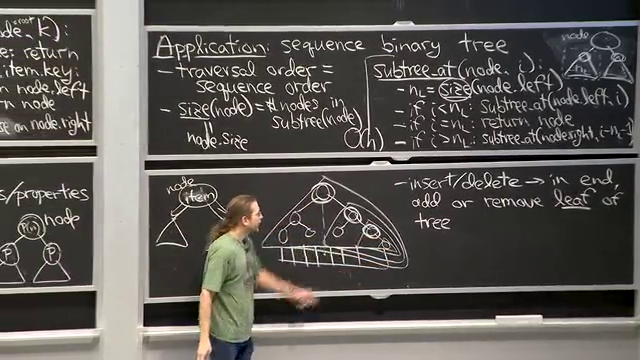 node, k):
e: return
item.key:
n node.left
n node
se on node.right
s/properties
P(n) node
P P
Application: sequence binary tree
- traversal order =
sequence order
- size(node) = # nodes in
subtree(node)
node.size
O(h)
subtree_at(node, i):
- nL = size(node.left)
- if i < nL: subtree_at(node.left, i)
- if i = nL: return node
- if i > nL: subtree_at(node.right, i-nL-1)
node
node
item
- insert/delete → in end,
add or remove leaf of
tree